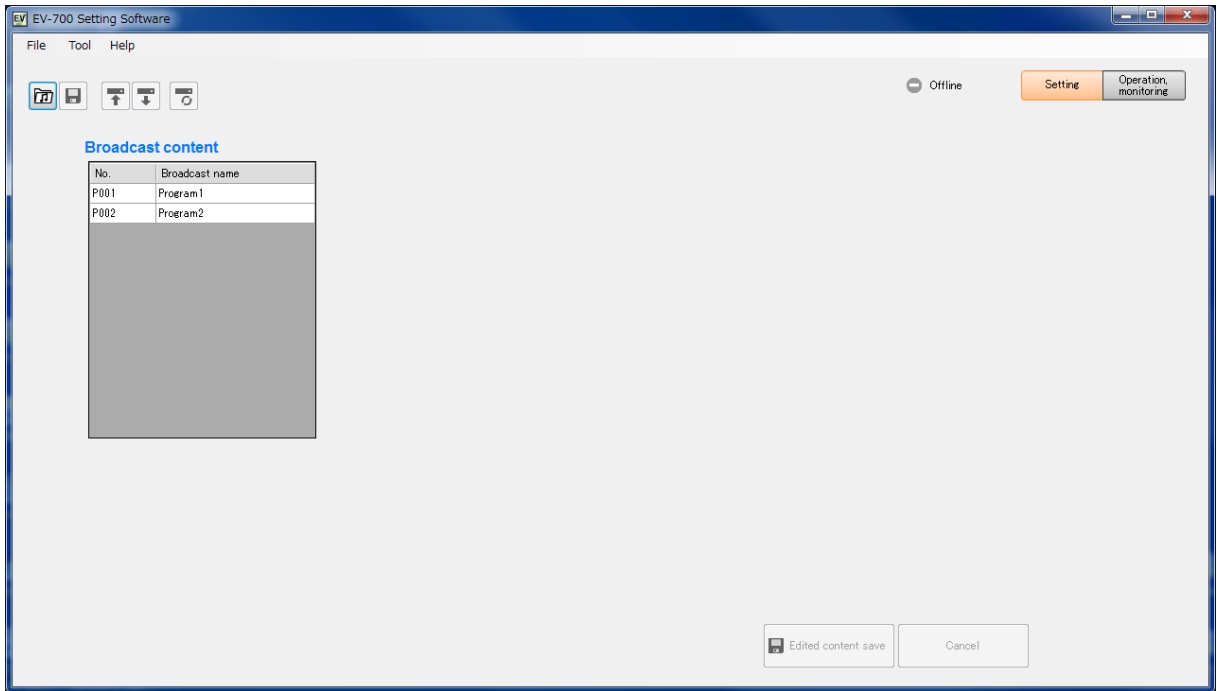 EV EV-700 Setting Software
File Tool Help
Offline
Setting
Operation,
monitoring
Broadcast content
No. Broadcast name
P001 Program1
P002 Program2
Edited content save
Cancel